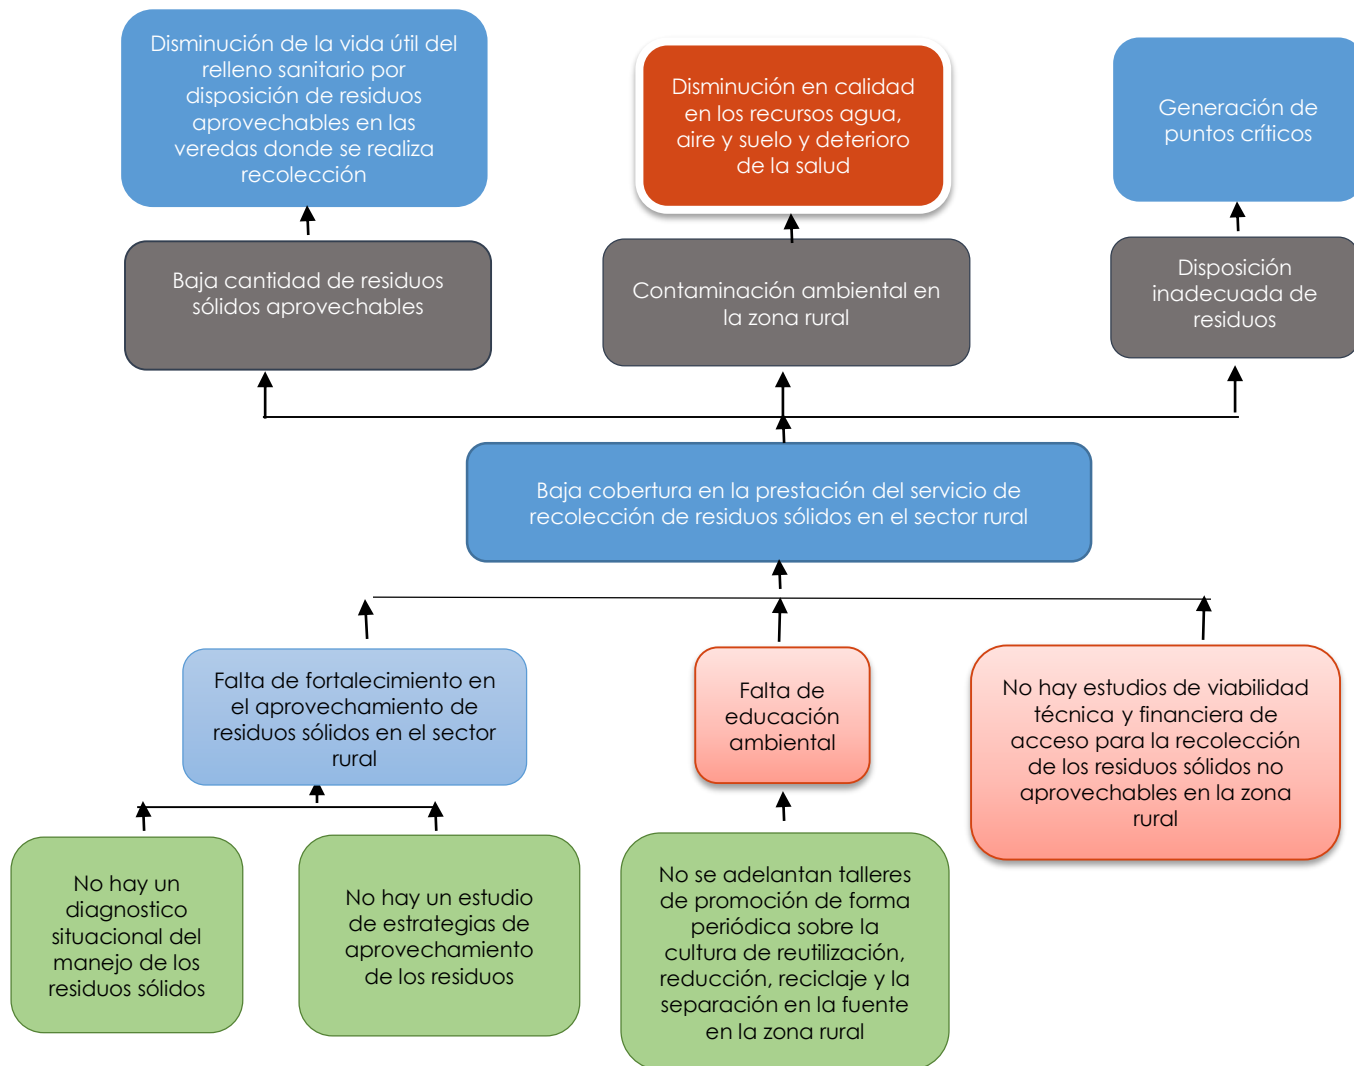 Disminución de la vida útil del
relleno sanitario por
disposición de residuos
aprovechables en las
veredas donde se realiza
recolección
Disminución en calidad
en los recursos agua,
aire y suelo y deterioro
de la salud
Generación de
puntos críticos
Baja cantidad de residuos
sólidos aprovechables
Contaminación ambiental en
la zona rural
Disposición
inadecuada de
residuos
Baja cobertura en la prestación del servicio de
recolección de residuos sólidos en el sector rural
Falta de fortalecimiento en
el aprovechamiento de
residuos sólidos en el sector
rural
Falta de
educación
ambiental
No hay estudios de viabilidad
técnica y financiera de
acceso para la recolección
de los residuos sólidos no
aprovechables en la zona
rural
No hay un
diagnostico
situacional del
manejo de los
residuos sólidos
No hay un estudio
de estrategias de
aprovechamiento
de los residuos
No se adelantan talleres
de promoción de forma
periódica sobre la
cultura de reutilización,
reducción, reciclaje y la
separación en la fuente
en la zona rural